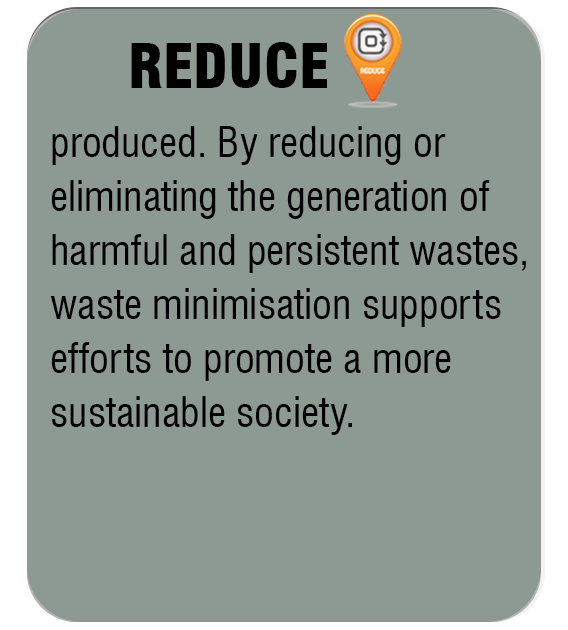 REDUCE
REDUCE
produced. By reducing or
eliminating the generation of
harmful and persistent wastes,
waste minimisation supports
efforts to promote a more
sustainable society.